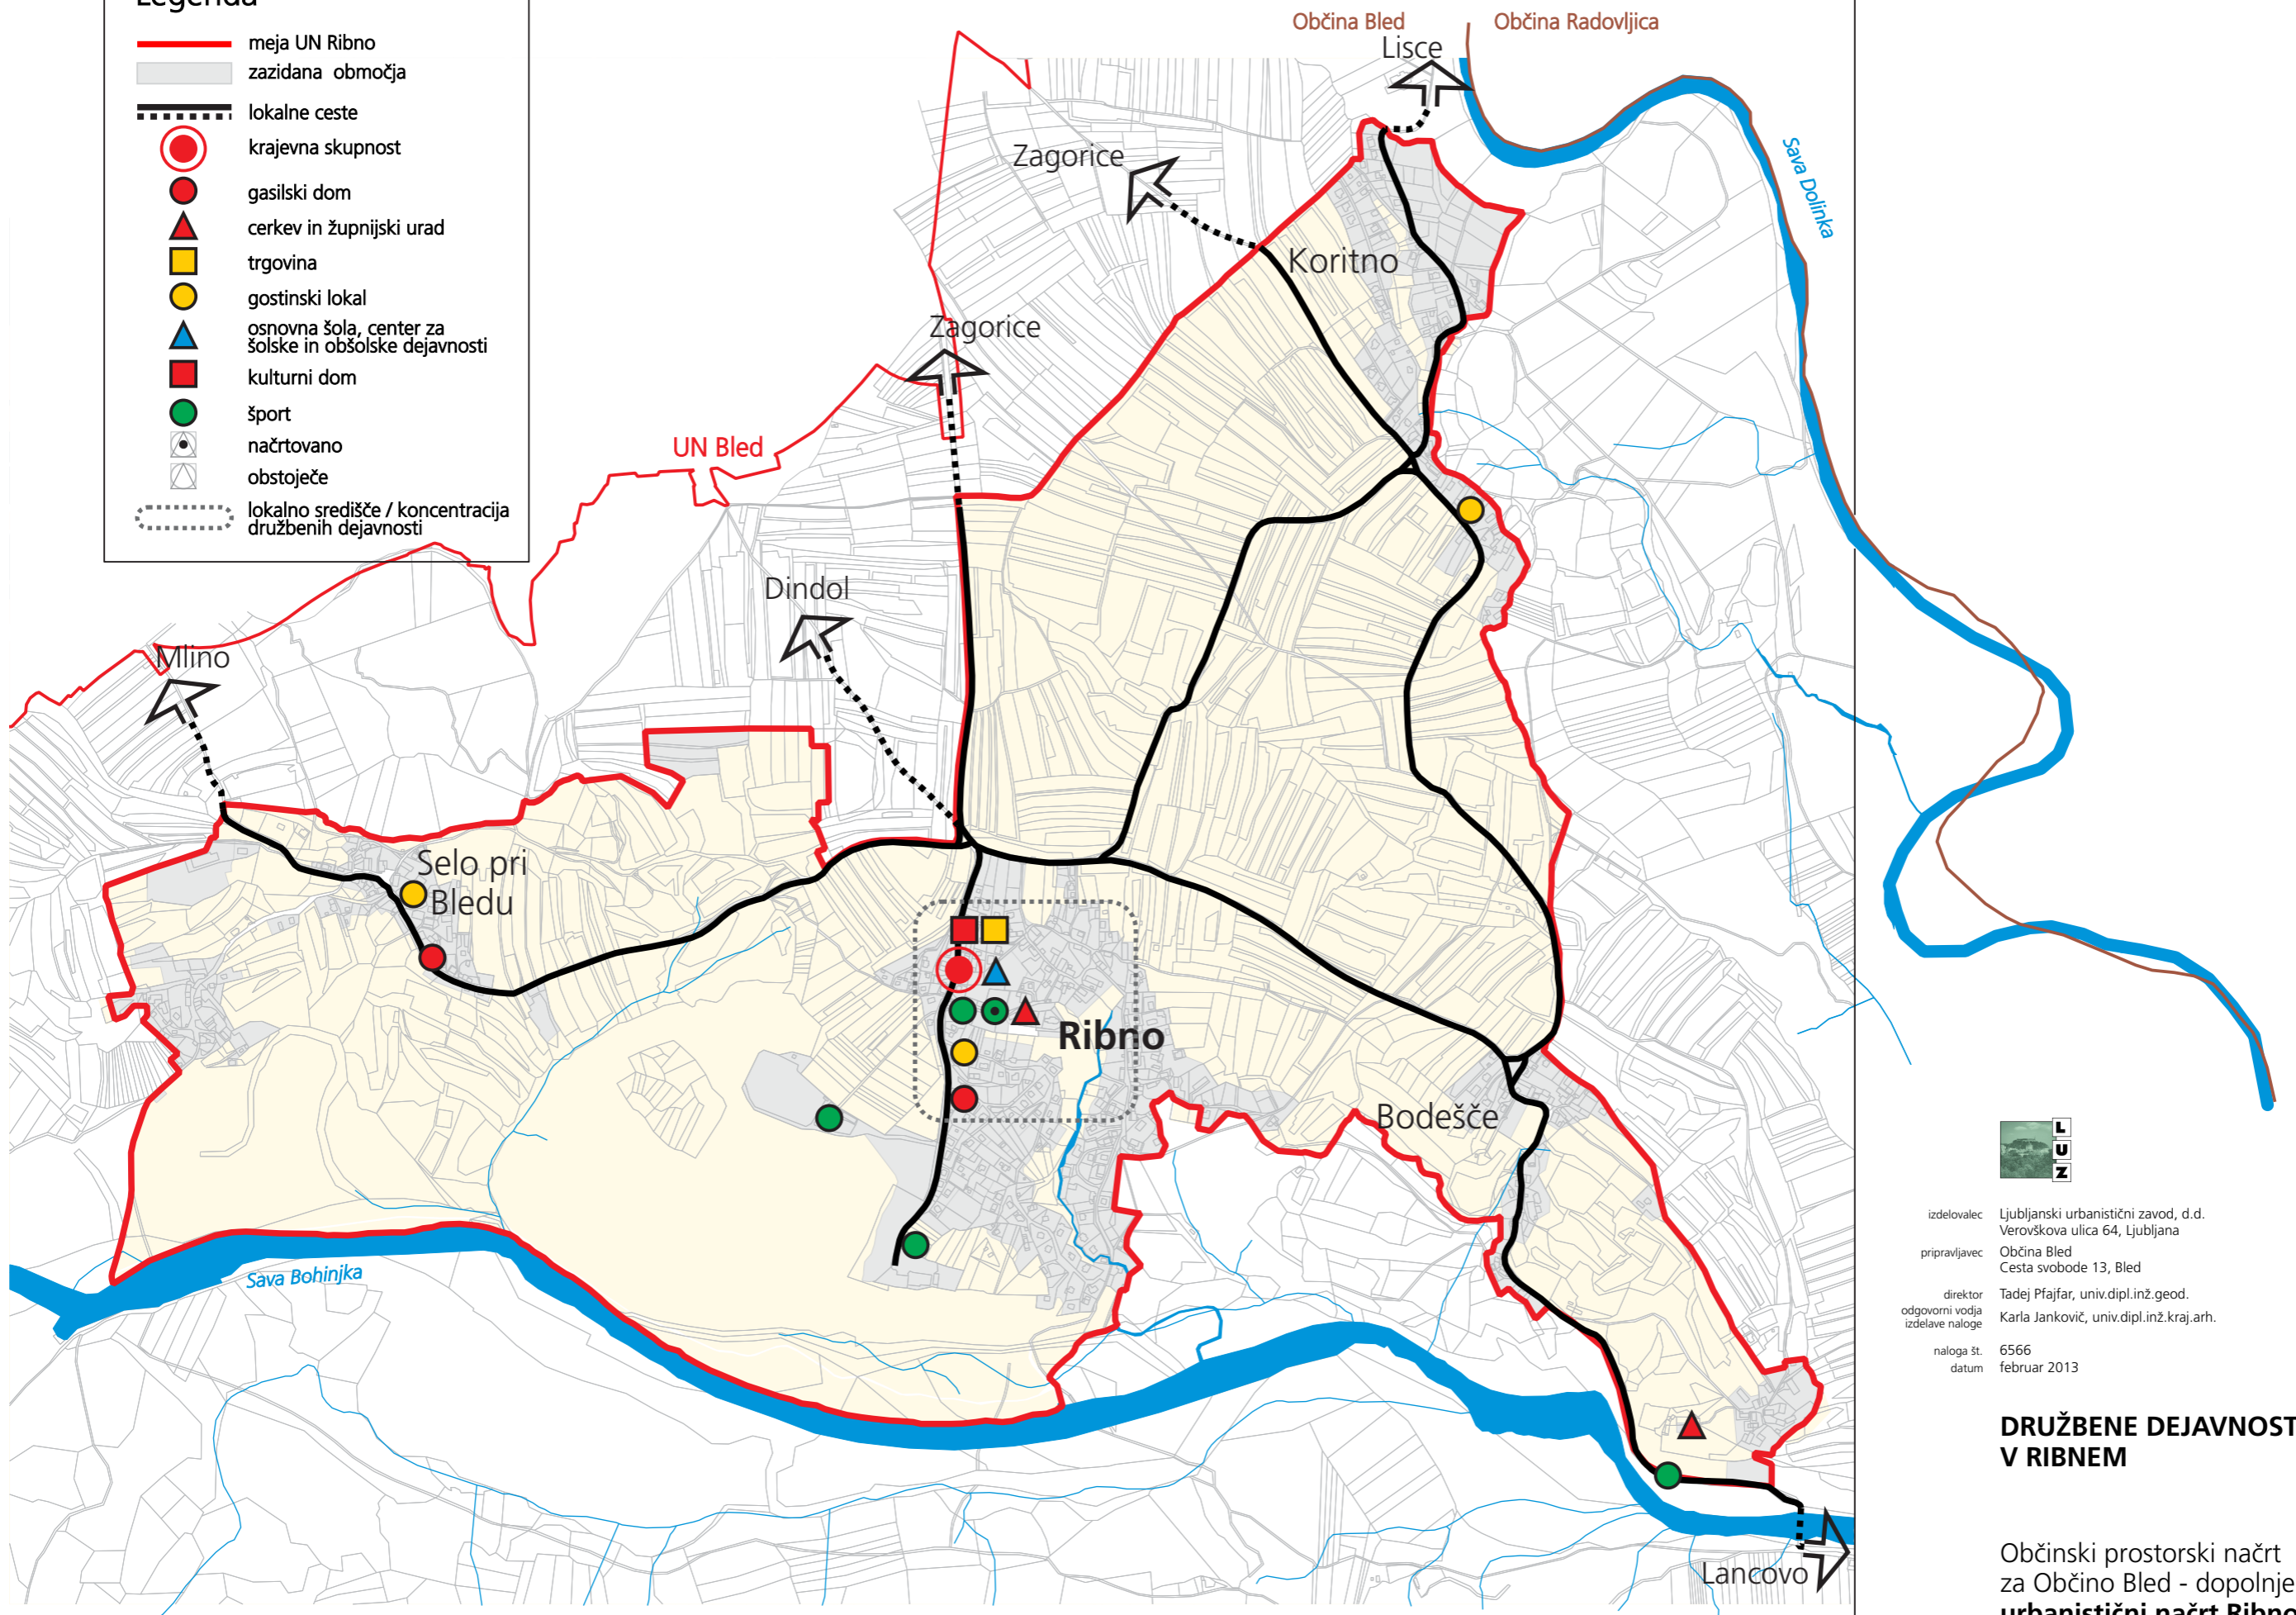 Legenda
meja UN Ribno
zazidana območja
lokalne ceste
krajevna skupnost
gasilski dom
cerkev in župnijski urad
trgovina
gostinski lokal
osnovna šola, center za
šolske in obšolske dejavnosti
kulturni dom
šport
načrtovano
obstoječe
lokalno središče / koncentracija
družbenih dejavnosti
Občina Bled
Občina Radovljica
Lisce
Zagorice
Sava Dolinka
Koritno
Zagorice
UN Bled
Dindol
Mlino
Selo pri
Bledu
Ribno
Bodešče
Sava Bohinjka
Lancovo
L
U
Z
izdelovalec Ljubljanski urbanistični zavod, d.d.
Verovškova ulica 64, Ljubljana
pripravljavec Občina Bled
Cesta svobode 13, Bled
direktor Tadej Pfajfar, univ.dipl.inž.geod.
odgovorni vodja
izdelave naloge Karla Jankovič, univ.dipl.inž.kraj.arh.
naloga št. 6566
datum februar 2013
DRUŽBENE DEJAVNOST
V RIBNEM
Občinski prostorski načrt
za Občino Bled - dopolnje
urbanistični načrt Ribno